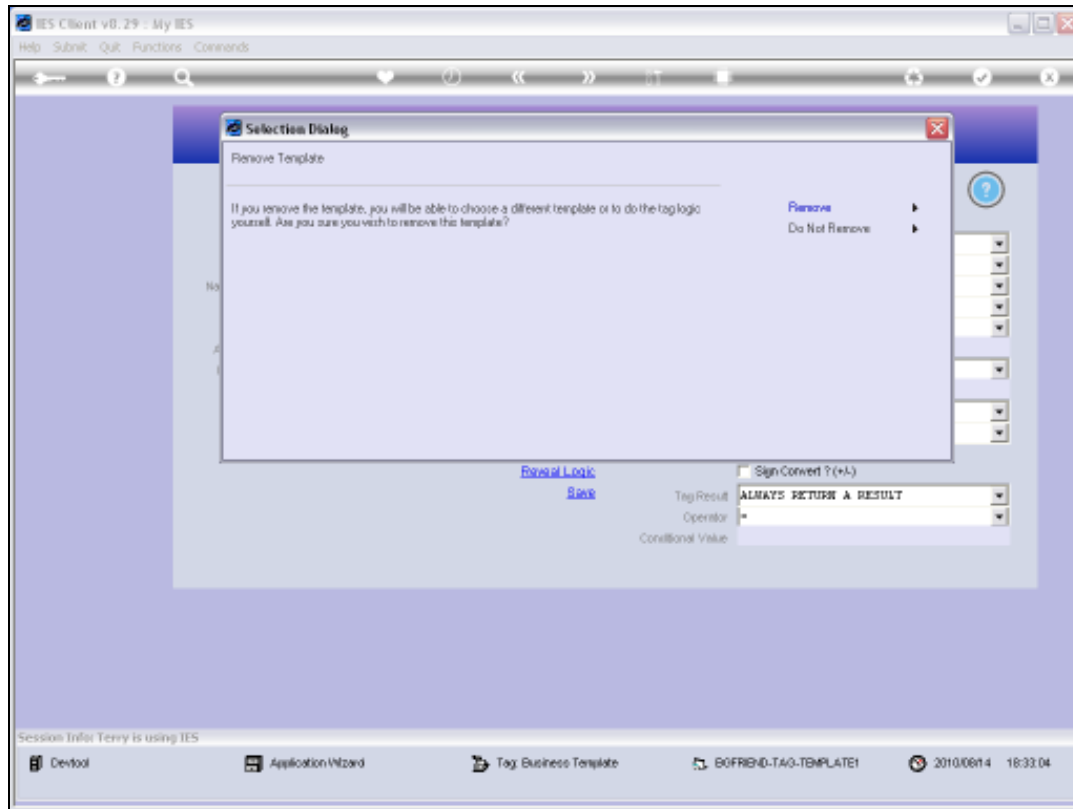 IES Client v0.29 : My IES
Help Submit Quit Functions Commands
Selection Dialog
Remove Template
If you remove the template, you will be able to choose a different template or to do the tag logic
yourself. Are you sure you wish to remove this template?
Remove
Do Not Remove
No
Reveal Logic
Sign Convert ? (+/-)
Save
Tag Result ALWAYS RETURN A RESULT
Operator =
Conditional Value
Session Info: Terry is using IES
Devtool Application Wizard Tag: Business Template BGFRIEND-TAG-TEMPLATE1 2010/08/14 18:33:04